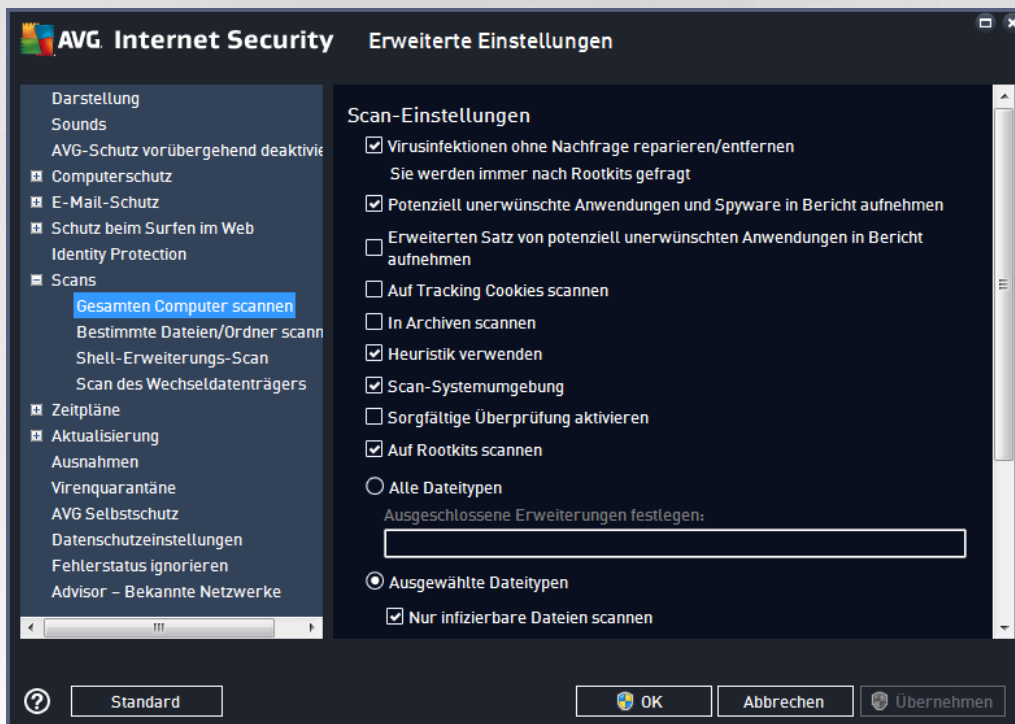 AVG. Internet Security
Erweiterte Einstellungen
Darstellung
Sounds
AVG-Schutz vorübergehend deaktivie
Computerschutz
E-Mail-Schutz
Schutz beim Surfen im Web
Identity Protection
Scans
Gesamten Computer scannen
Bestimmte Dateien/Ordner scann
Shell-Erweiterungs-Scan
Scan des Wechseldatenträgers
Zeitpläne
Aktualisierung
Ausnahmen
Virenquarantäne
AVG Selbstschutz
Datenschutzeinstellungen
Fehlerstatus ignorieren
Advisor – Bekannte Netzwerke
Scan-Einstellungen
Virusinfektionen ohne Nachfrage reparieren/entfernen
Sie werden immer nach Rootkits gefragt
Potenziell unerwünschte Anwendungen und Spyware in Bericht aufnehmen
Erweiterten Satz von potenziell unerwünschten Anwendungen in Bericht
aufnehmen
Auf Tracking Cookies scannen
In Archiven scannen
Heuristik verwenden
Scan-Systemumgebung
Sorgfältige Überprüfung aktivieren
Auf Rootkits scannen
Alle Dateitypen
Ausgeschlossene Erweiterungen festlegen:
Ausgewählte Dateitypen
Nur infizierbare Dateien scannen
?
Standard
OK
Abbrechen
Übernehmen